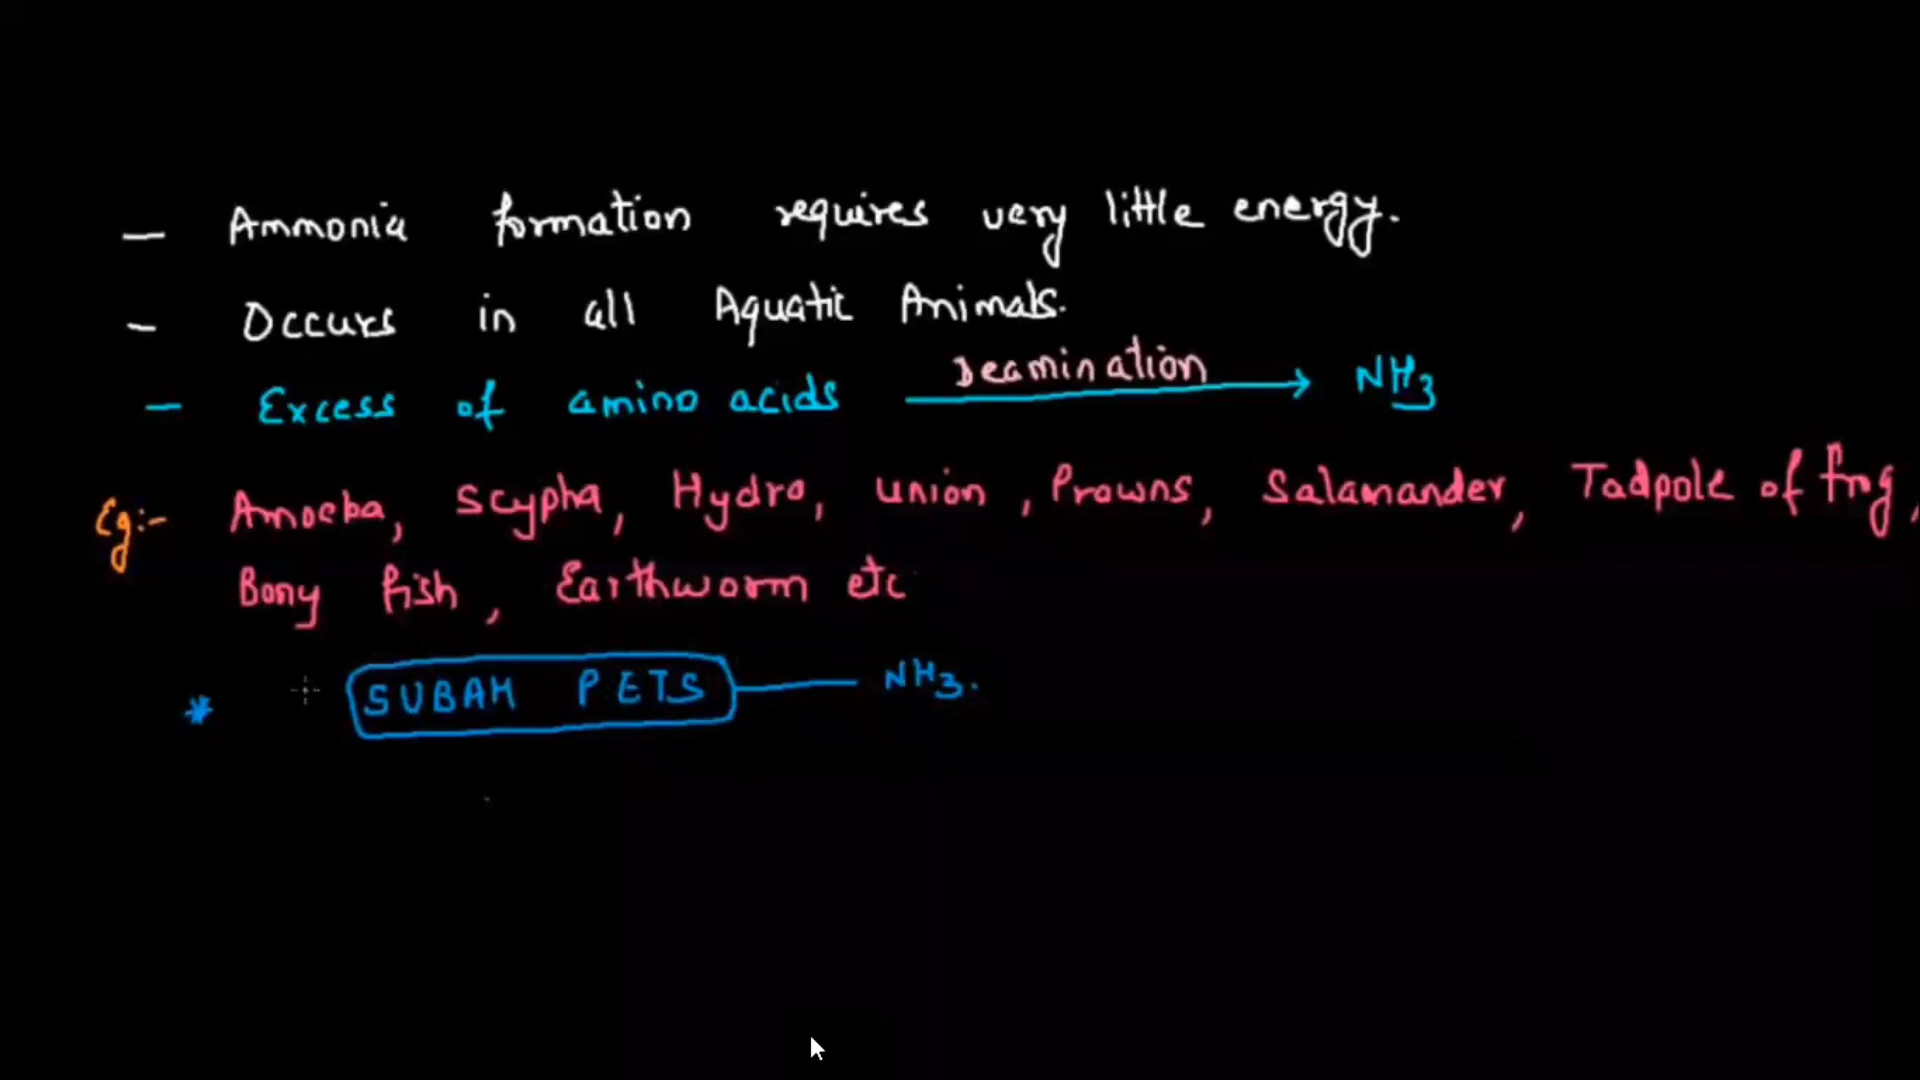 – Ammonia formation requires very little energy.
– Occurs in all Aquatic Animals.
– Excess of amino acids Deamination → NH3
Eg:- Amoeba, Scypha, Hydra, Union, Prawns, Salamander, Tadpole of frog,
Bony fish, Earthworm etc
* SUBAH PETS — NH3.